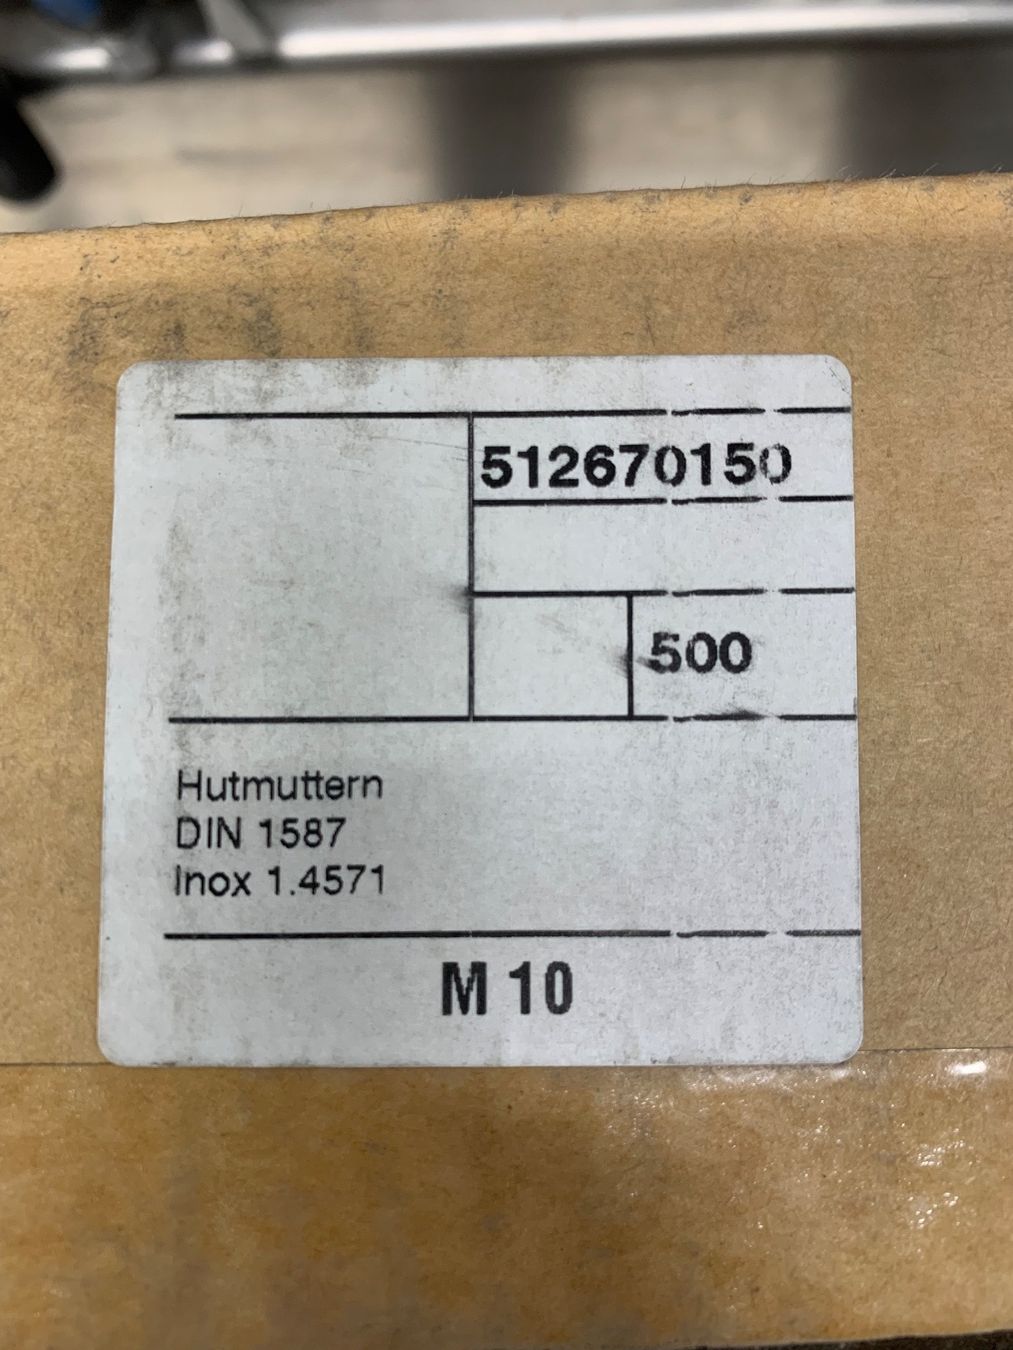 512670150
500
Hutmuttern
DIN 1587
Inox 1.4571
M 10